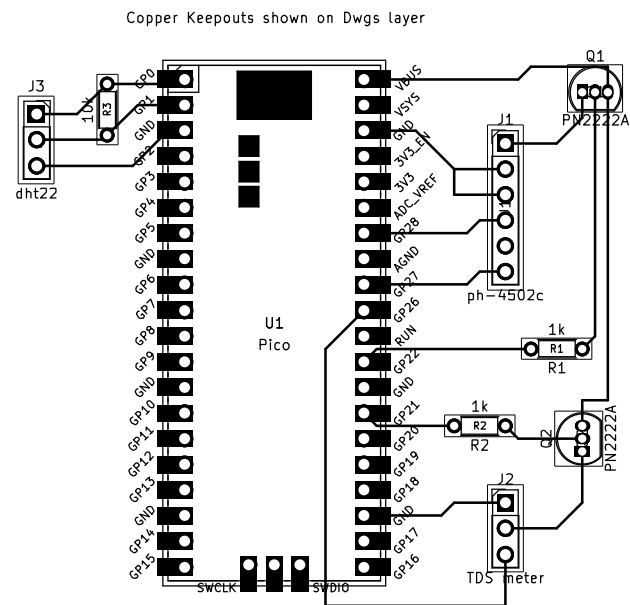 Copper Keepouts shown on Dwgs layer
Q1
PN2222A
J3
10k
R3
dht22
J1
ph-4502c
GP0
GP1
GND
GP2
GP3
GP4
GP5
GND
GP6
GP7
GP8
GP9
GND
GP10
GP11
GP12
GP13
GND
GP14
GP15
VBUS
VSYS
GND
3V3_EN
3V3
ADC_VREF
GP28
AGND
GP27
GP26
RUN
GP22
GND
GP21
GP20
GP19
GP18
GND
GP17
GP16
U1
Pico
1k
R1
R1
1k
R2
R2
Q2
PN2222A
J2
TDS meter
SWCLK
SWDIO